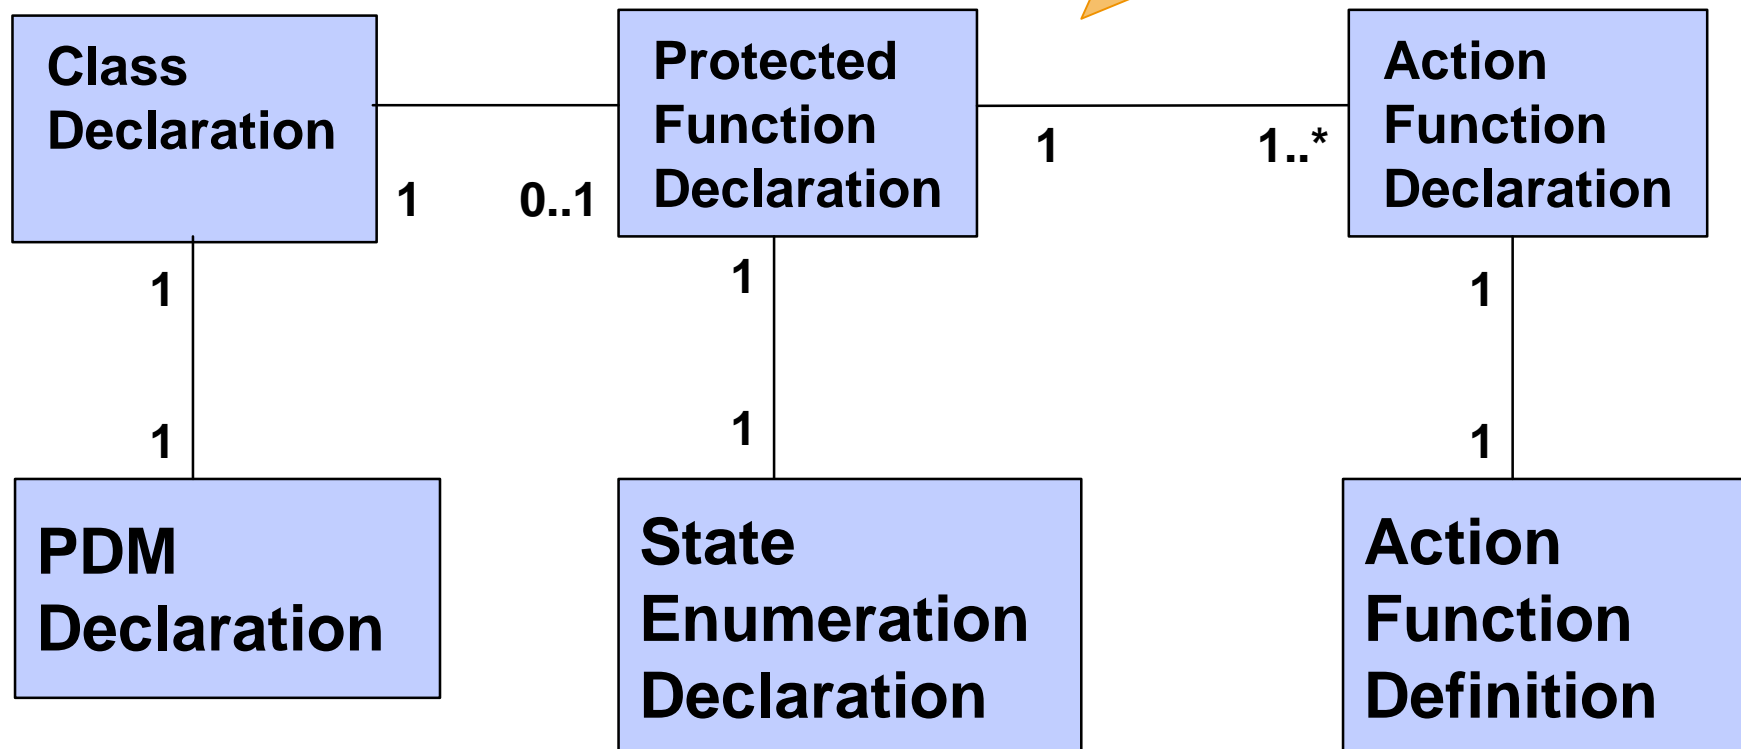 Class
Declaration
Protected
Function
Declaration
Action
Function
Declaration
1
0..1
1
1..*
1
1
1
1
1
1
PDM
Declaration
State
Enumeration
Declaration
Action
Function
Definition